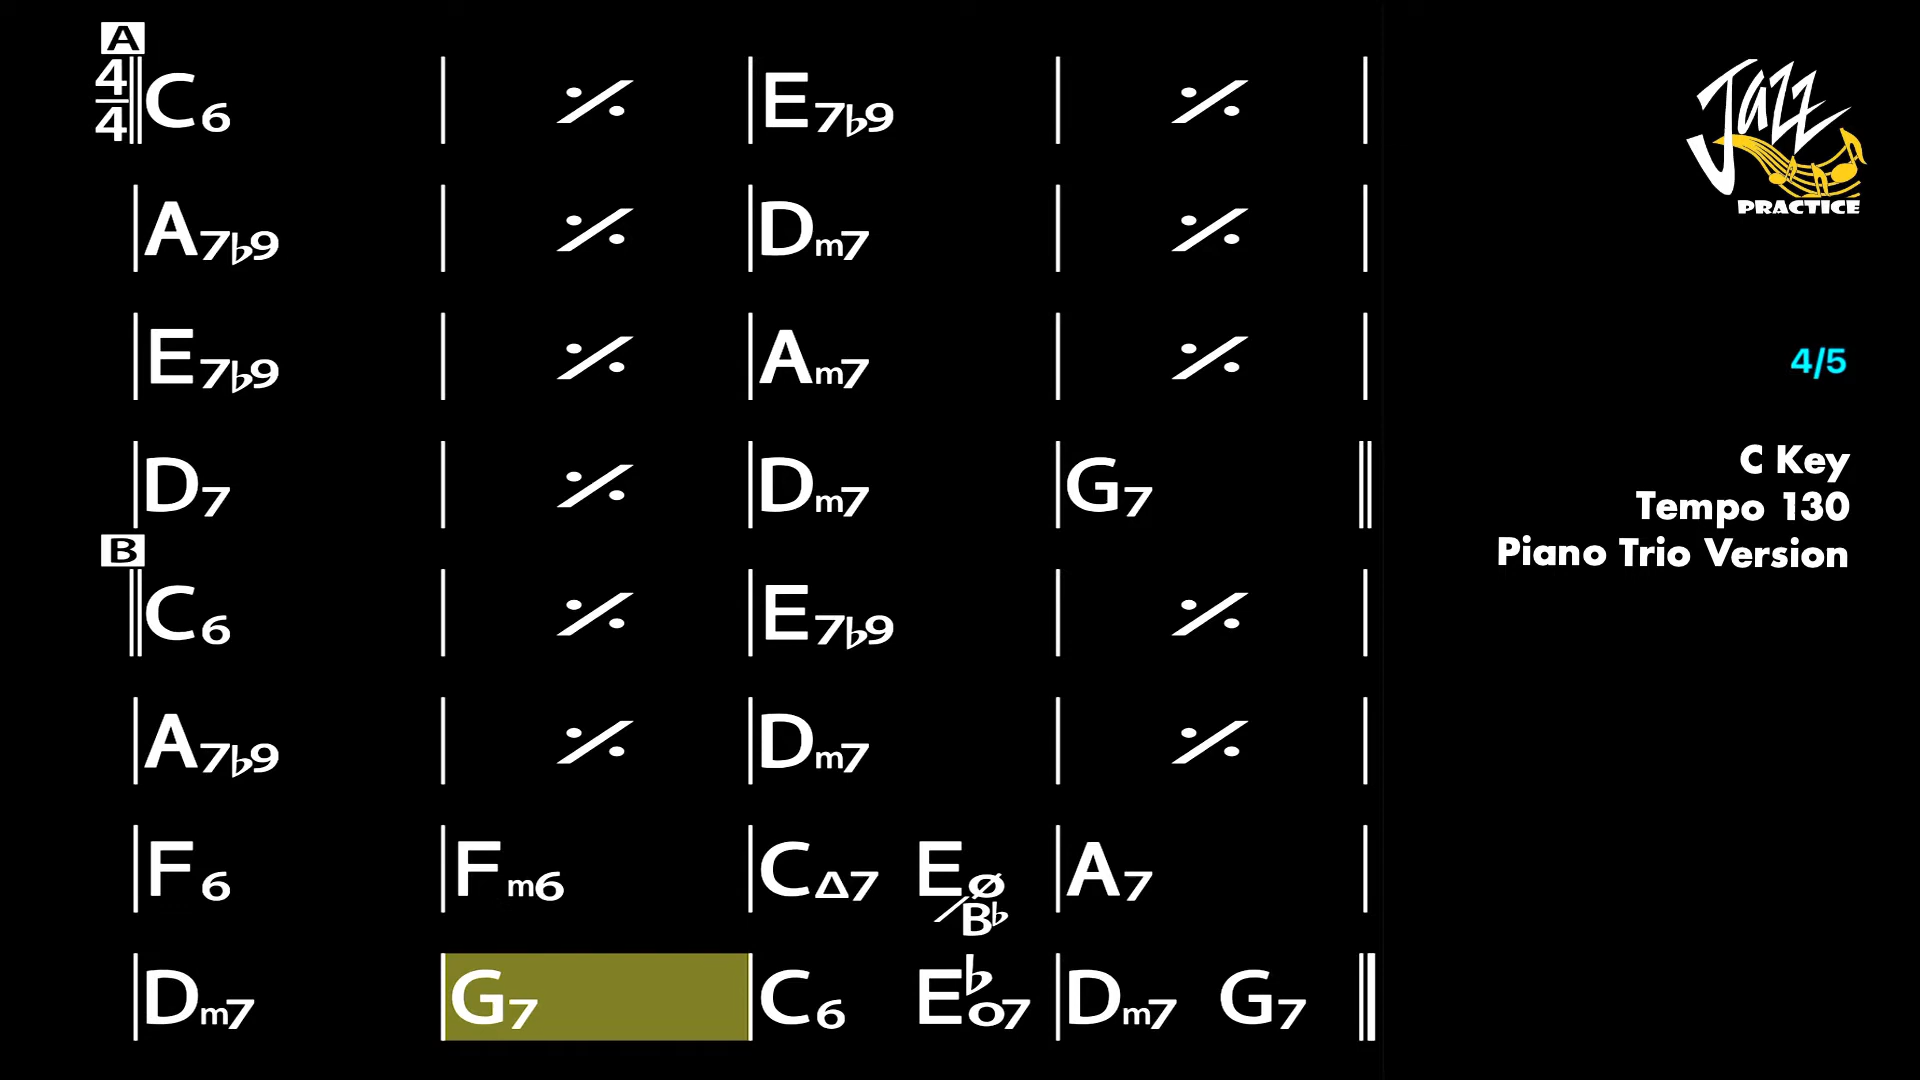 A
4/4 C6 | 𝄎 | E7♭9 | 𝄎
A7♭9 | 𝄎 | Dm7 | 𝄎
E7♭9 | 𝄎 | Am7 | 𝄎
D7 | 𝄎 | Dm7 | G7
B
C6 | 𝄎 | E7♭9 | 𝄎
A7♭9 | 𝄎 | Dm7 | 𝄎
F6 | Fm6 | CΔ7 Eø/B♭ | A7
Dm7 | G7 | C6 E♭o7 | Dm7 G7
Jazz
PRACTICE
4/5
C Key
Tempo 130
Piano Trio Version